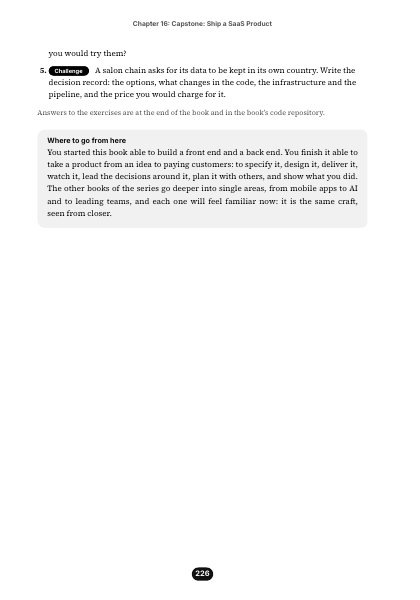 Chapter 16: Capstone: Ship a SaaS Product
you would try them?
5. Challenge A salon chain asks for its data to be kept in its own country. Write the
decision record: the options, what changes in the code, the infrastructure and the
pipeline, and the price you would charge for it.
Answers to the exercises are at the end of the book and in the book's code repository.
Where to go from here
You started this book able to build a front end and a back end. You finish it able to
take a product from an idea to paying customers: to specify it, design it, deliver it,
watch it, lead the decisions around it, plan it with others, and show what you did.
The other books of the series go deeper into single areas, from mobile apps to AI
and to leading teams, and each one will feel familiar now: it is the same craft,
seen from closer.
226